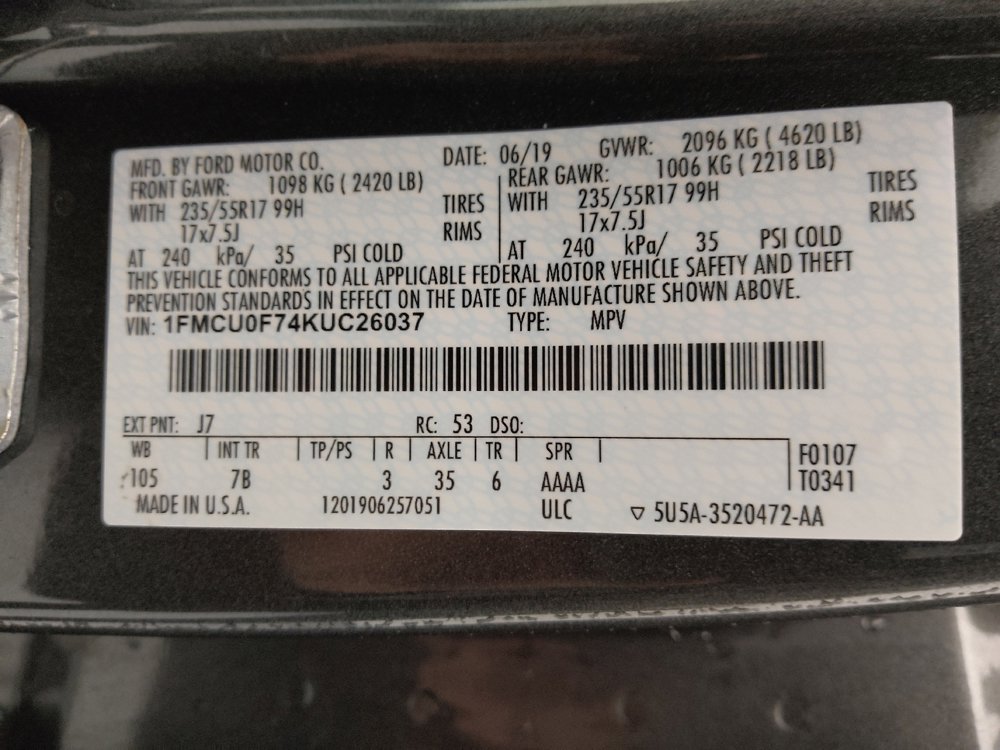 MFD. BY FORD MOTOR CO. DATE: 06/19 GVWR: 2096 KG ( 4620 LB)
FRONT GAWR: 1098 KG ( 2420 LB) REAR GAWR: 1006 KG ( 2218 LB)
WITH 235/55R17 99H TIRES WITH 235/55R17 99H TIRES
17x7.5J RIMS 17x7.5J RIMS
AT 240 kPa/ 35 PSI COLD AT 240 kPa/ 35 PSI COLD
THIS VEHICLE CONFORMS TO ALL APPLICABLE FEDERAL MOTOR VEHICLE SAFETY AND THEFT
PREVENTION STANDARDS IN EFFECT ON THE DATE OF MANUFACTURE SHOWN ABOVE.
VIN: 1FMCU0F74KUC26037 TYPE: MPV
EXT PNT: J7 RC: 53 DSO:
WB INT TR TP/PS R AXLE TR SPR F0107
105 7B 3 35 6 AAAA T0341
MADE IN U.S.A. 1201906257051 ULC ▽ 5U5A-3520472-AA